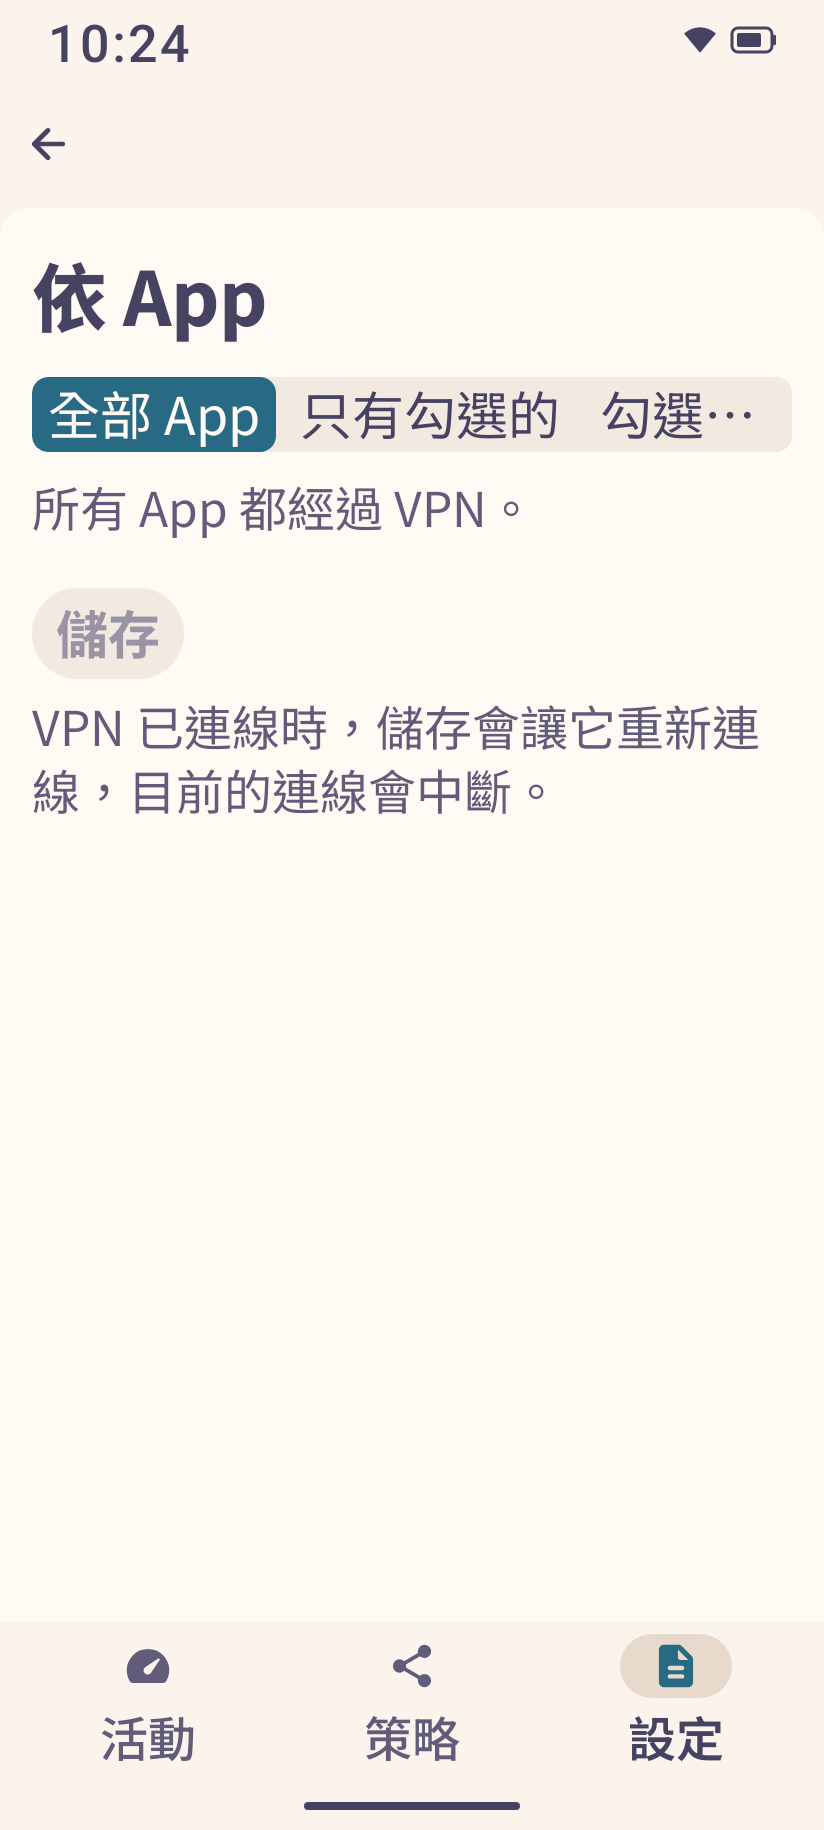 10:24
依 App
全部 App 只有勾選的 勾選…
所有 App 都經過 VPN。
儲存
VPN 已連線時，儲存會讓它重新連
線，目前的連線會中斷。
活動 策略 設定